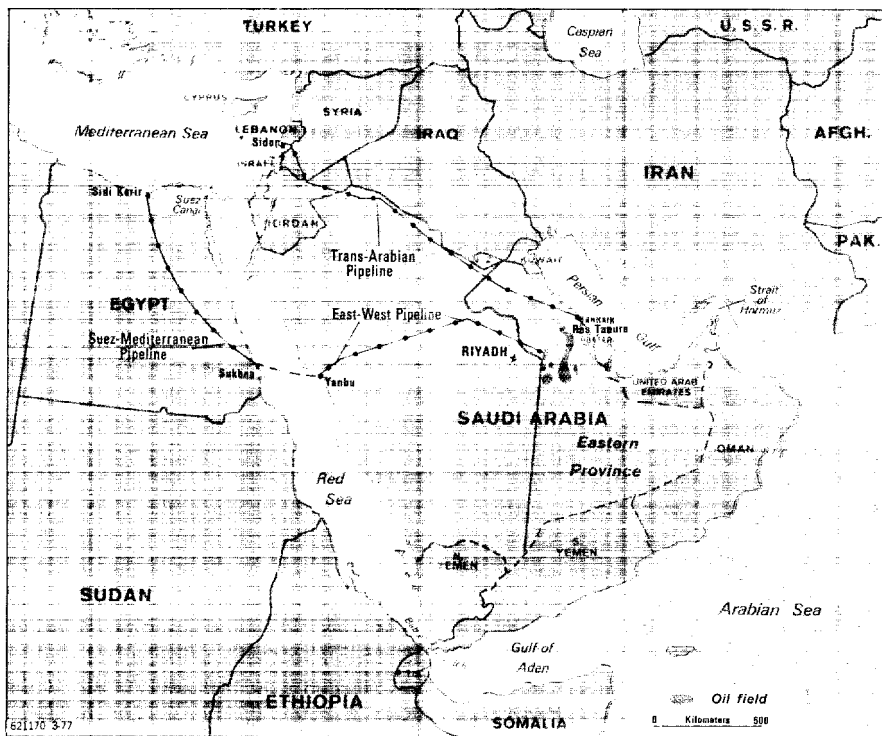 TURKEY
Caspian
Sea
U.S.S.R.
CYPRUS
SYRIA
Mediterranean Sea
LEBANON
Sidon
IRAQ
AFGH.
ISRAEL
IRAN
Sidi Kerir
Suez
Canal
JORDAN
PAK.
Trans-Arabian
Pipeline
KUWAIT
Persian
Gulf
Strait
of
Hormuz
EGYPT
East-West Pipeline
BAHRAIN
Ras Tanura
QATAR
Suez-Mediterranean
Pipeline
RIYADH
Sukhna
Yanbu
UNITED ARAB
EMIRATES
SAUDI ARABIA
Eastern
Province
OMAN
Red
Sea
N.
YEMEN
S.
YEMEN
SUDAN
Arabian Sea
Gulf of
Aden
Oil field
ETHIOPIA
SOMALIA
0 Kilometers 500
621170 3-77